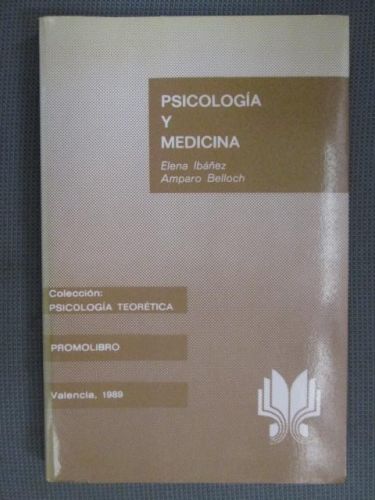 PSICOLOGÍA
Y
MEDICINA
Elena Ibáñez
Amparo Belloch
Colección:
PSICOLOGÍA TEORÉTICA
PROMOLIBRO
Valencia, 1989